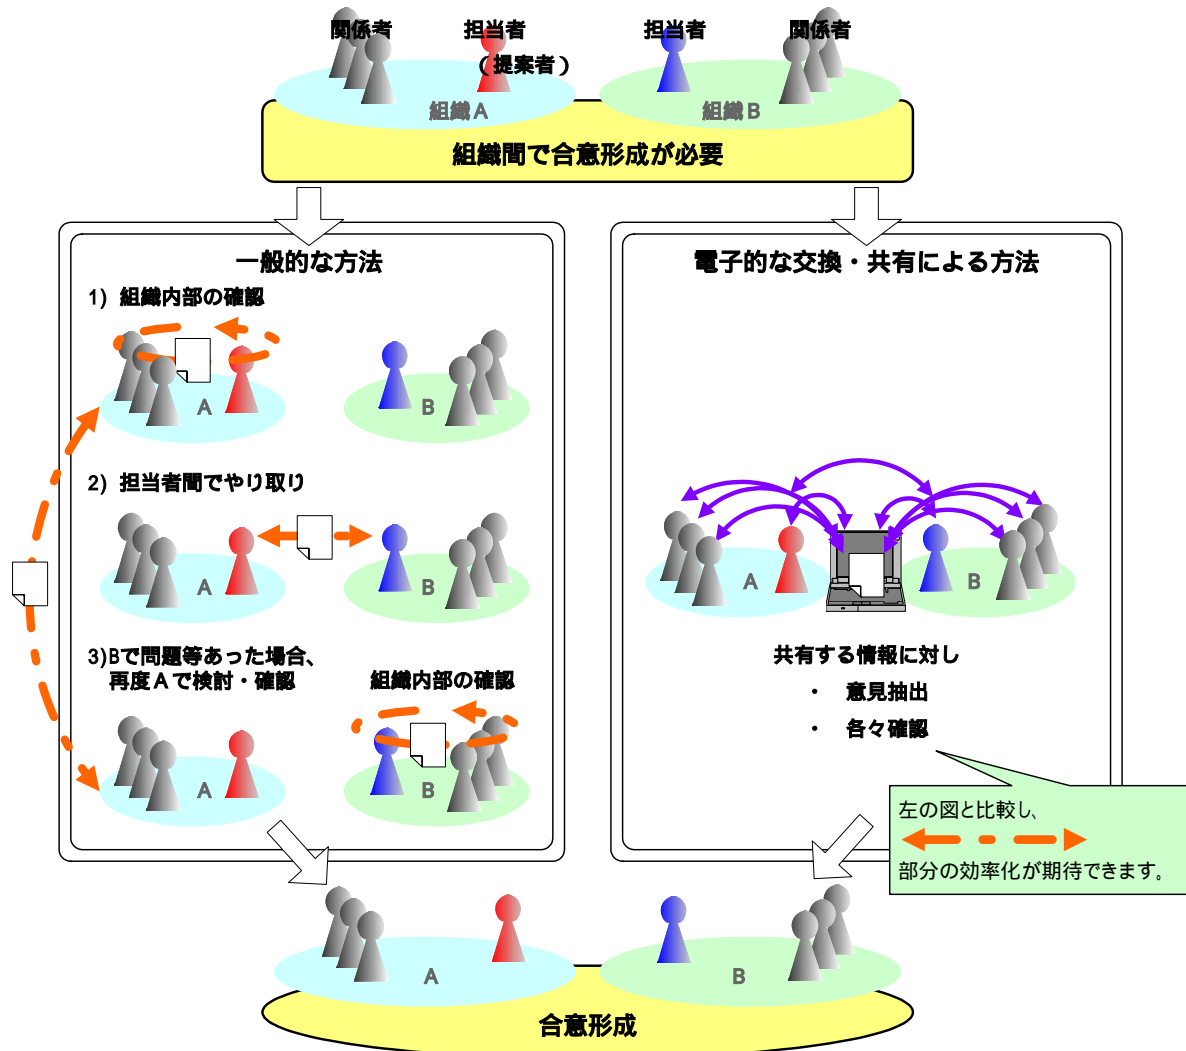 関係者
担当者
（提案者）
担当者
関係者
組織A
組織B
組織間で合意形成が必要
一般的な方法
1) 組織内部の確認
A
B
2) 担当者間でやり取り
A
B
3)Bで問題等あった場合、
再度Aで検討・確認
組織内部の確認
A
B
電子的な交換・共有による方法
A
B
共有する情報に対し
・ 意見抽出
・ 各々確認
左の図と比較し、
部分の効率化が期待できます。
A
B
合意形成